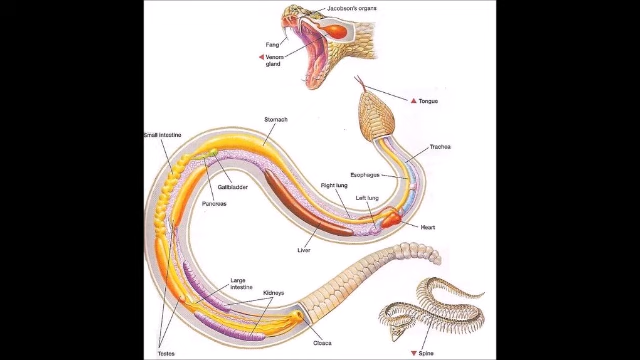 Jacobson's organs
Fang
Venom
gland
Tongue
Stomach
Small intestine
Trachea
Esophagus
Right lung
Left lung
Gallbladder
Pancreas
Heart
Liver
Large
intestine
Kidneys
Cloaca
Testes
Spine